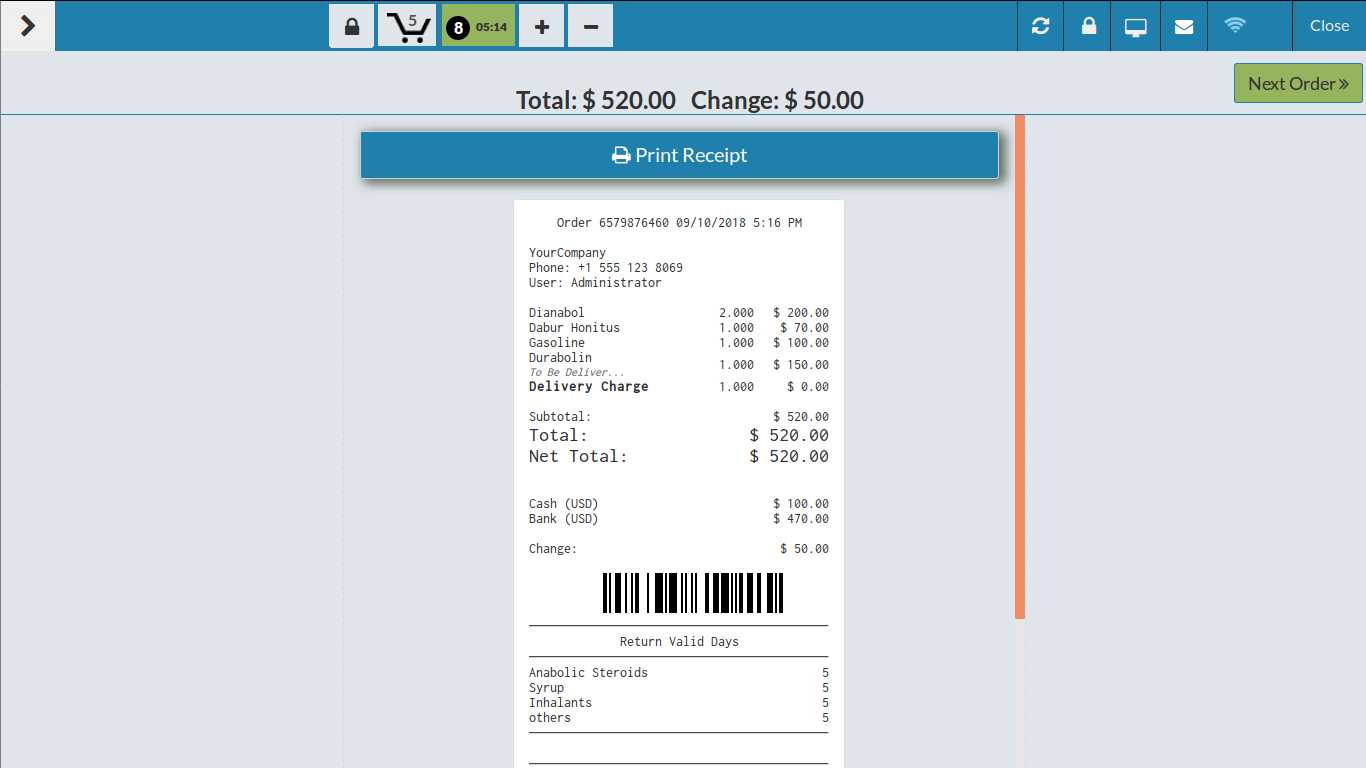 5
8 05:14
Close
Next Order
Total: $ 520.00 Change: $ 50.00
Print Receipt
Order 6579876460 09/10/2018 5:16 PM
YourCompany
Phone: +1 555 123 8069
User: Administrator
Dianabol 2.000 $ 200.00
Dabur Honitus 1.000 $ 70.00
Gasoline 1.000 $ 100.00
Durabolin 1.000 $ 150.00
To Be Deliver...
Delivery Charge 1.000 $ 0.00
Subtotal: $ 520.00
Total: $ 520.00
Net Total: $ 520.00
Cash (USD) $ 100.00
Bank (USD) $ 470.00
Change: $ 50.00
Return Valid Days
Anabolic Steroids 5
Syrup 5
Inhalants 5
others 5